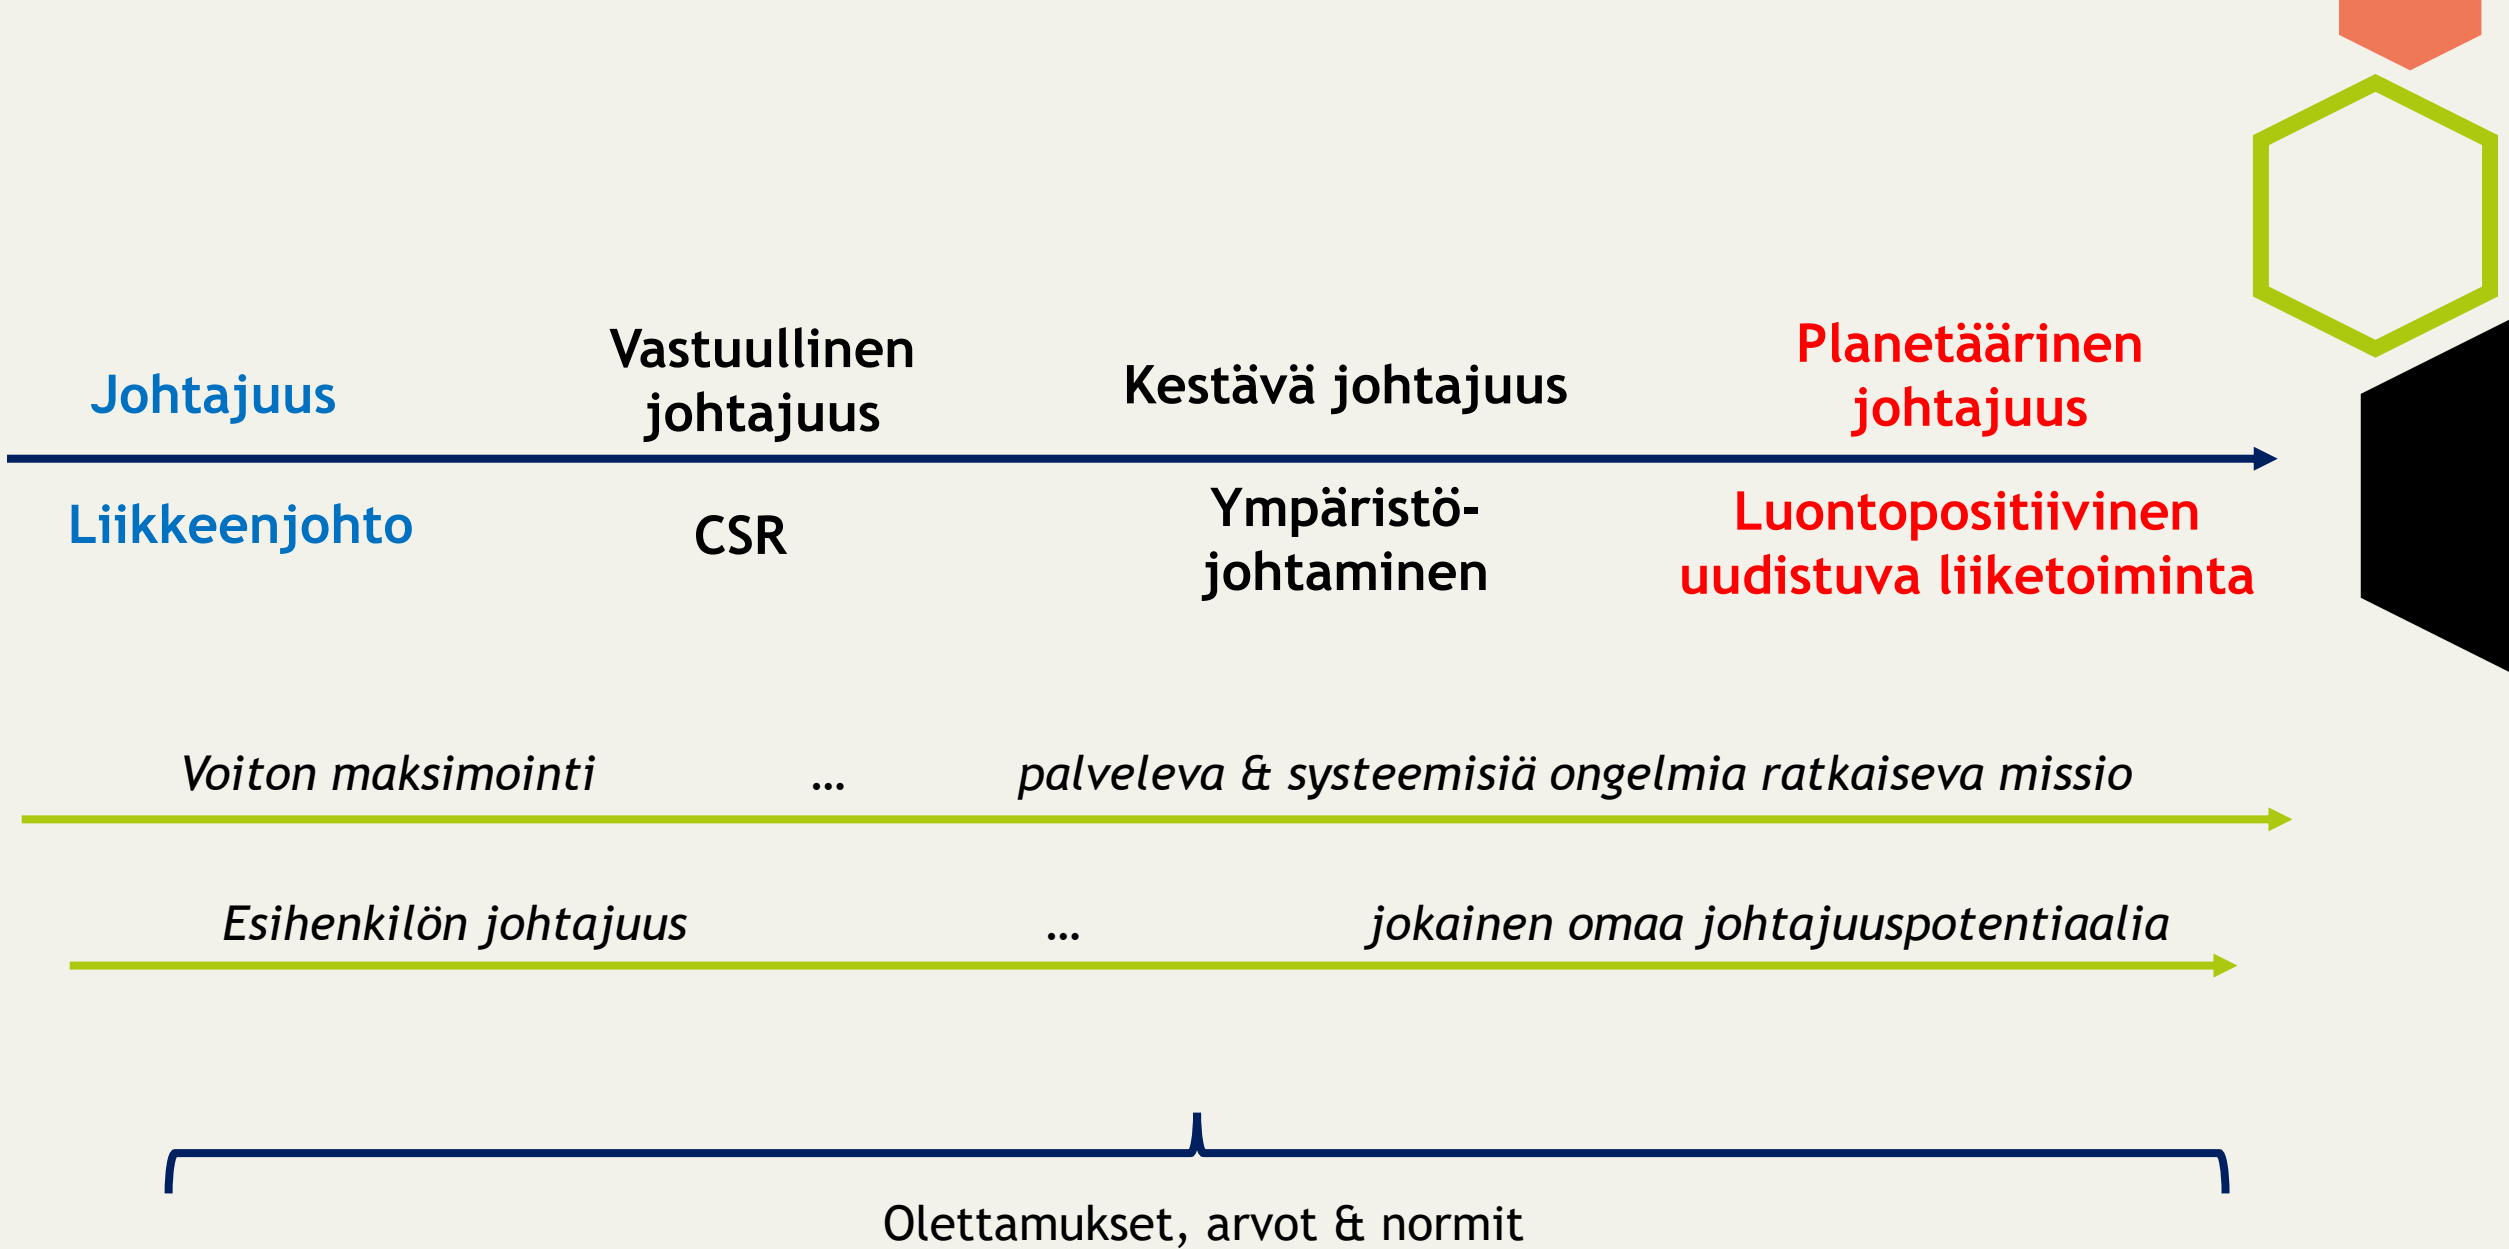 Johtajuus
Vastuullinen
johtajuus
Kestävä johtajuus
Planetäärinen
johtajuus
Liikkeenjohto
CSR
Ympäristö-
johtaminen
Luontopositiivinen
uudistuva liiketoiminta
Voiton maksimointi … palveleva & systeemisiä ongelmia ratkaiseva missio
Esihenkilön johtajuus … jokainen omaa johtajuuspotentiaalia
Olettamukset, arvot & normit